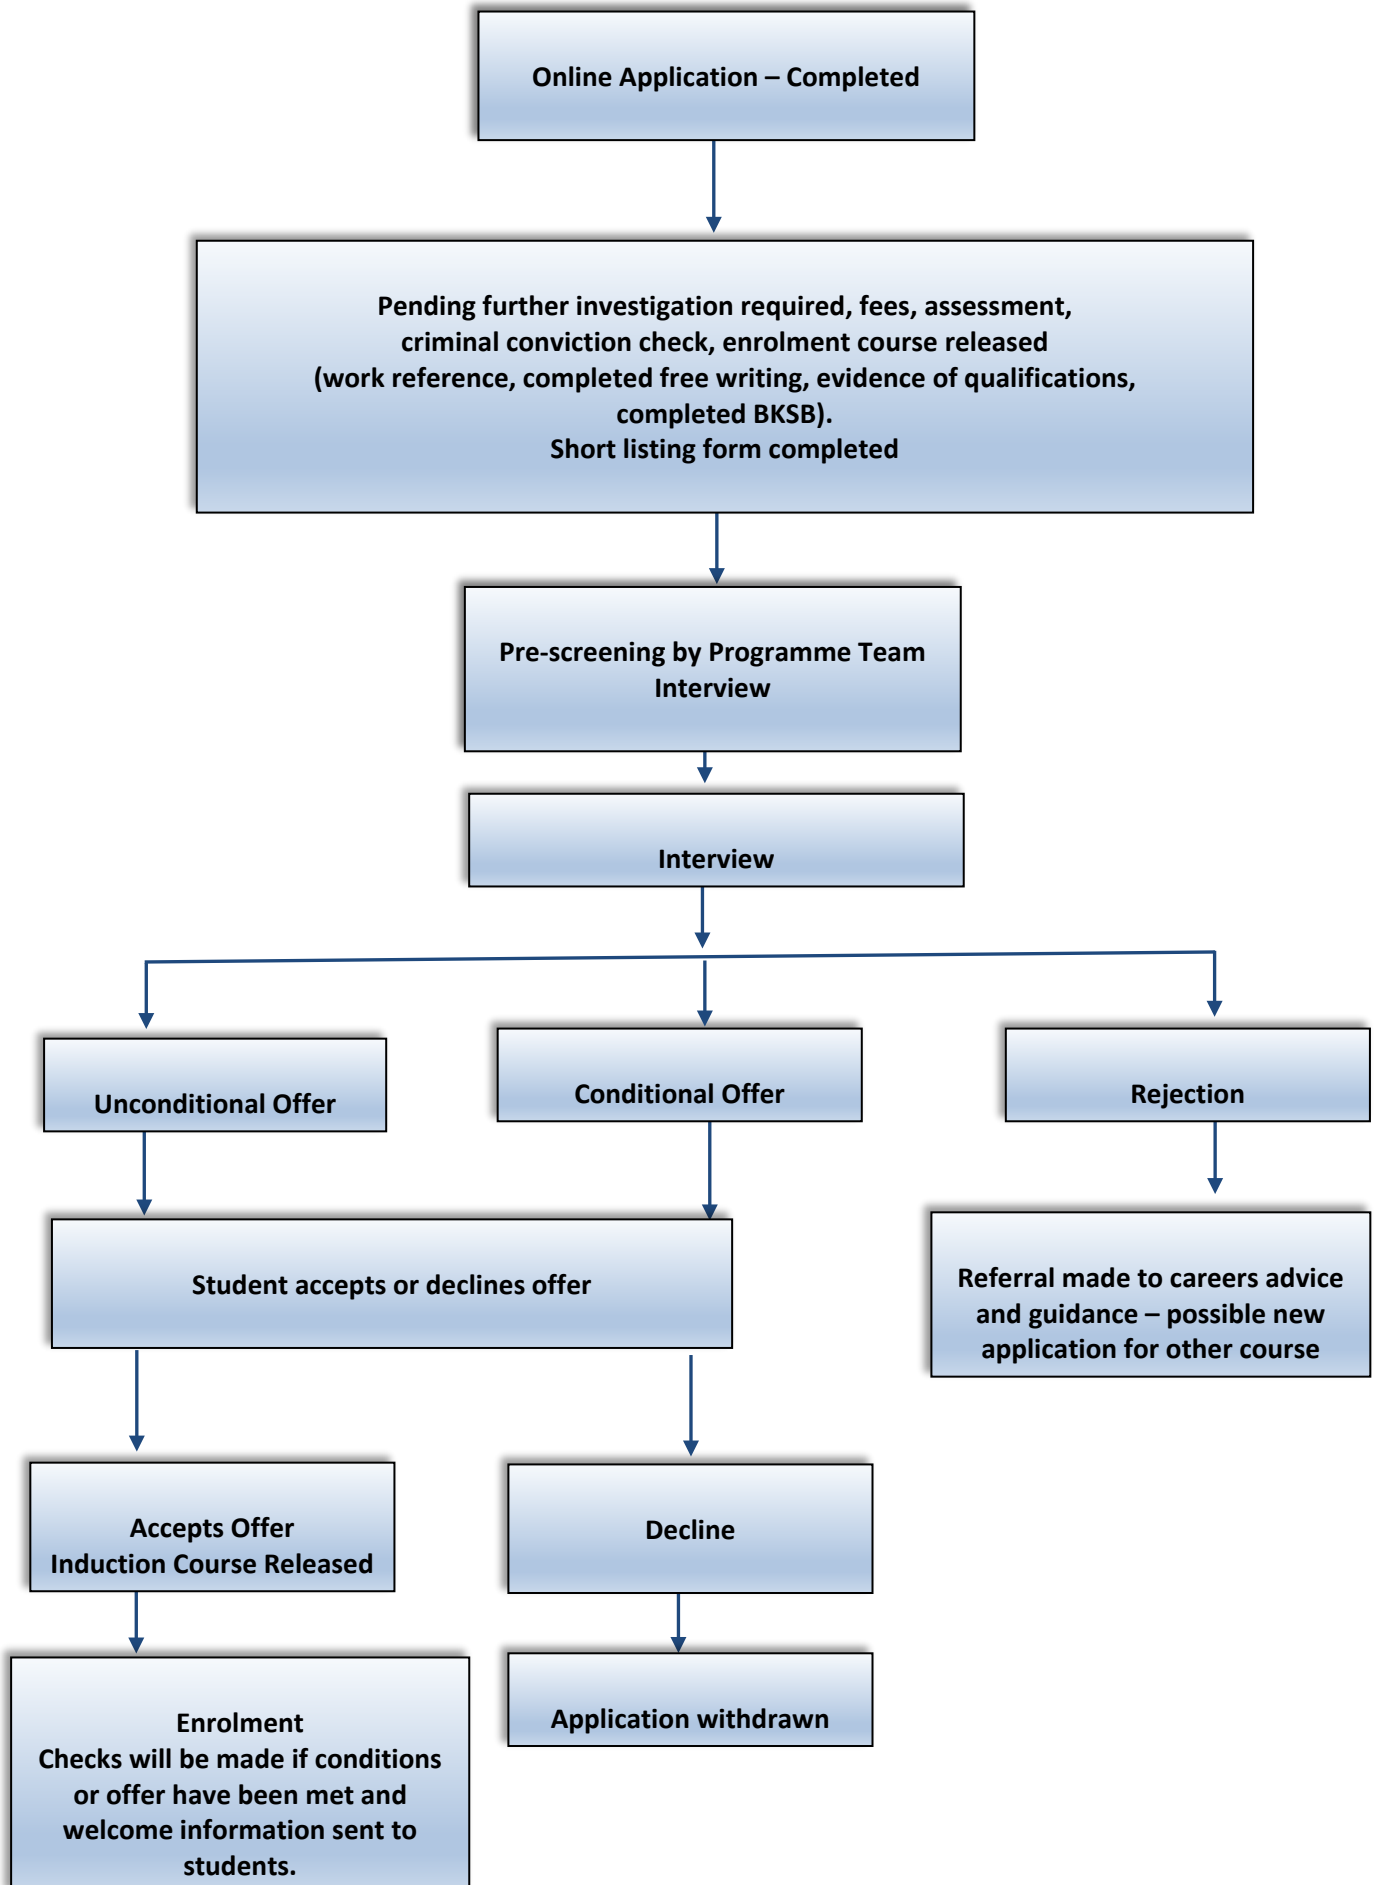 Online Application – Completed
Pending further investigation required, fees, assessment,
criminal conviction check, enrolment course released
(work reference, completed free writing, evidence of qualifications,
completed BKSB).
Short listing form completed
Pre-screening by Programme Team
Interview
Interview
Unconditional Offer
Conditional Offer
Rejection
Student accepts or declines offer
Referral made to careers advice
and guidance – possible new
application for other course
Accepts Offer
Induction Course Released
Decline
Enrolment
Checks will be made if conditions
or offer have been met and
welcome information sent to
students.
Application withdrawn